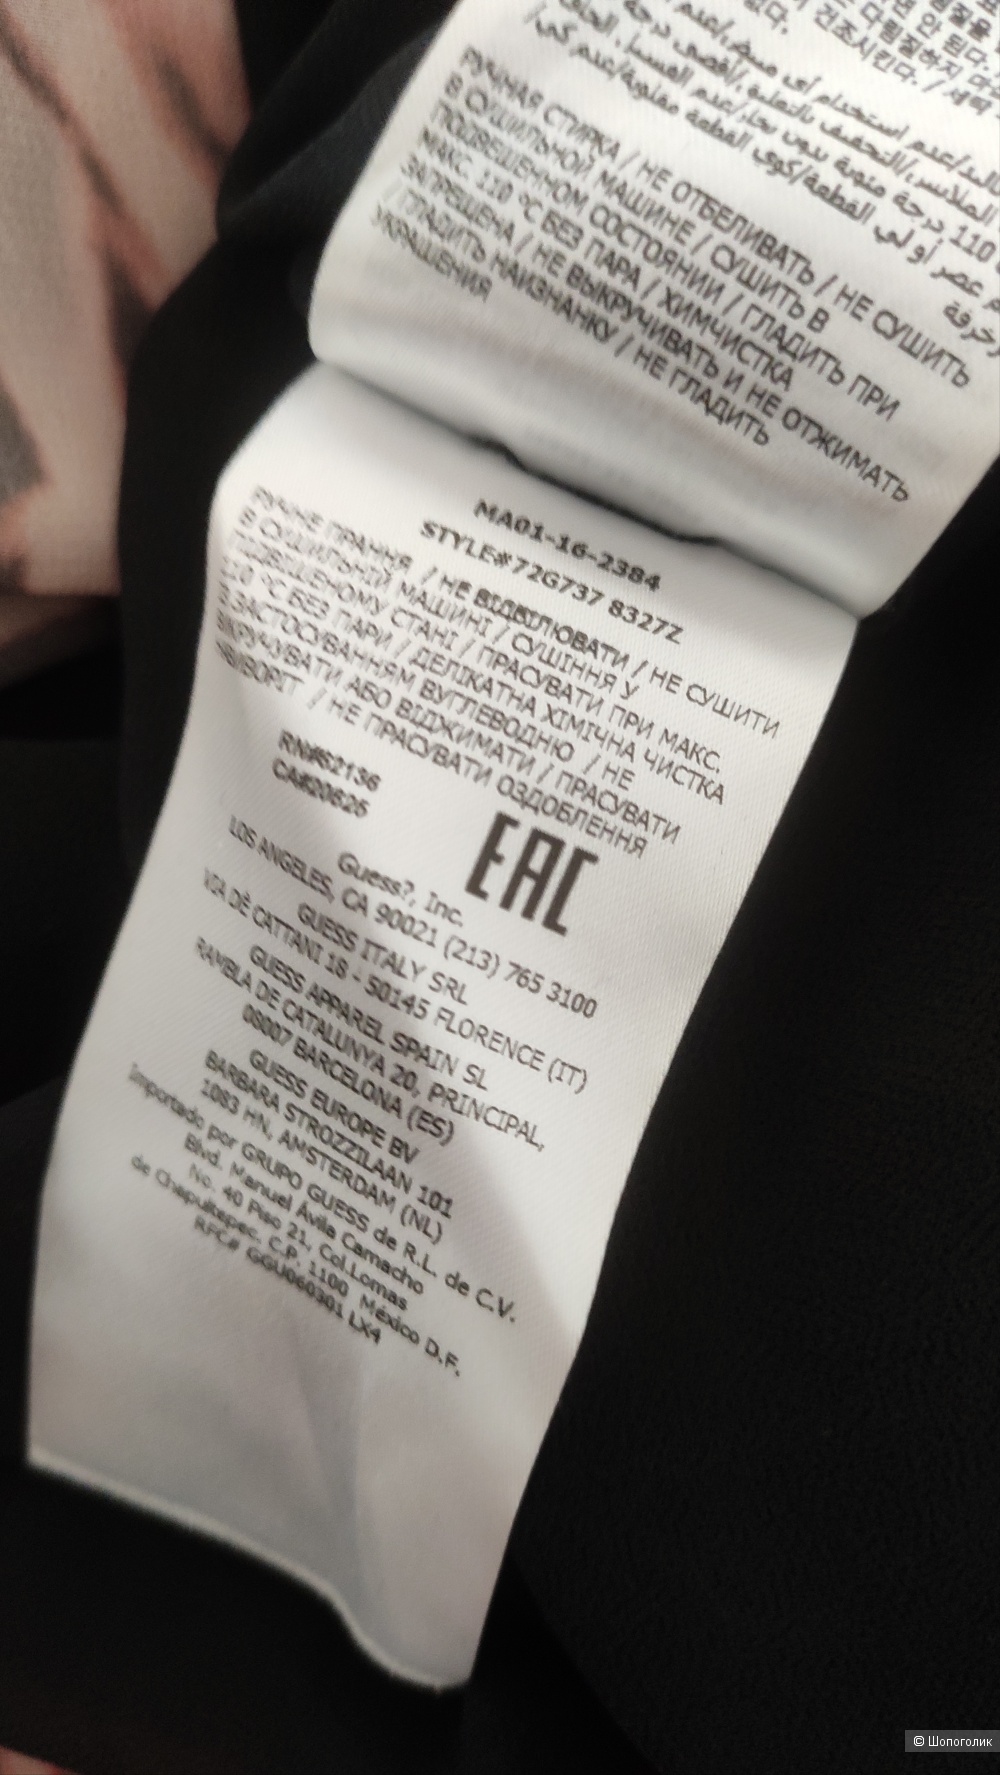 РУЧНАЯ СТИРКА / НЕ ОТБЕЛИВАТЬ / НЕ СУШИТЬ
В СУШИЛЬНОЙ МАШИНЕ / СУШИТЬ В
ПОДВЕШЕННОМ СОСТОЯНИИ / ГЛАДИТЬ ПРИ
МАКС. 110 °С БЕЗ ПАРА / ХИМЧИСТКА
ЗАПРЕЩЕНА / НЕ ВЫКРУЧИВАТЬ И НЕ ОТЖИМАТЬ
/ ГЛАДИТЬ НАИЗНАНКУ / НЕ ГЛАДИТЬ
УКРАШЕНИЯ
MA01-16-2384
STYLE#72G737 8327Z
РУЧНЕ ПРАННЯ / НЕ ВІДБІЛЮВАТИ / НЕ СУШИТИ
В СУШИЛЬНІЙ МАШИНІ / СУШІННЯ У
ПІДВЕШЕНОМУ СТАНІ / ПРАСУВАТИ ПРИ МАКС.
110 °С БЕЗ ПАРИ / ДЕЛІКАТНА ХІМІЧНА ЧИСТКА
З ЗАСТОСУВАННЯМ ВУГЛЕВОДНЮ / НЕ
ВИКРУЧУВАТИ АБО ВІДЖИМАТИ / ПРАСУВАТИ
НАВИВОРІТ / НЕ ПРАСУВАТИ ОЗДОБЛЕННЯ
RN#62136
CA#20626
EAC
Guess?, Inc.
LOS ANGELES, CA 90021 (213) 765 3100
GUESS ITALY SRL
VIA DÈ CATTANI 18 - 50145 FLORENCE (IT)
GUESS APPAREL SPAIN SL
RAMBLA DE CATALUNYA 20, PRINCIPAL,
08007 BARCELONA (ES)
GUESS EUROPE BV
BARBARA STROZZILAAN 101
1083 HN, AMSTERDAM (NL)
Importado por GRUPO GUESS de R.L. de C.V.
Blvd. Manuel Ávila Camacho
No. 40 Piso 21, Col.Lomas
de Chapultepec. C.P. 1100 México D.F.
RFC# GGU060301 LX4
© Шопоголик